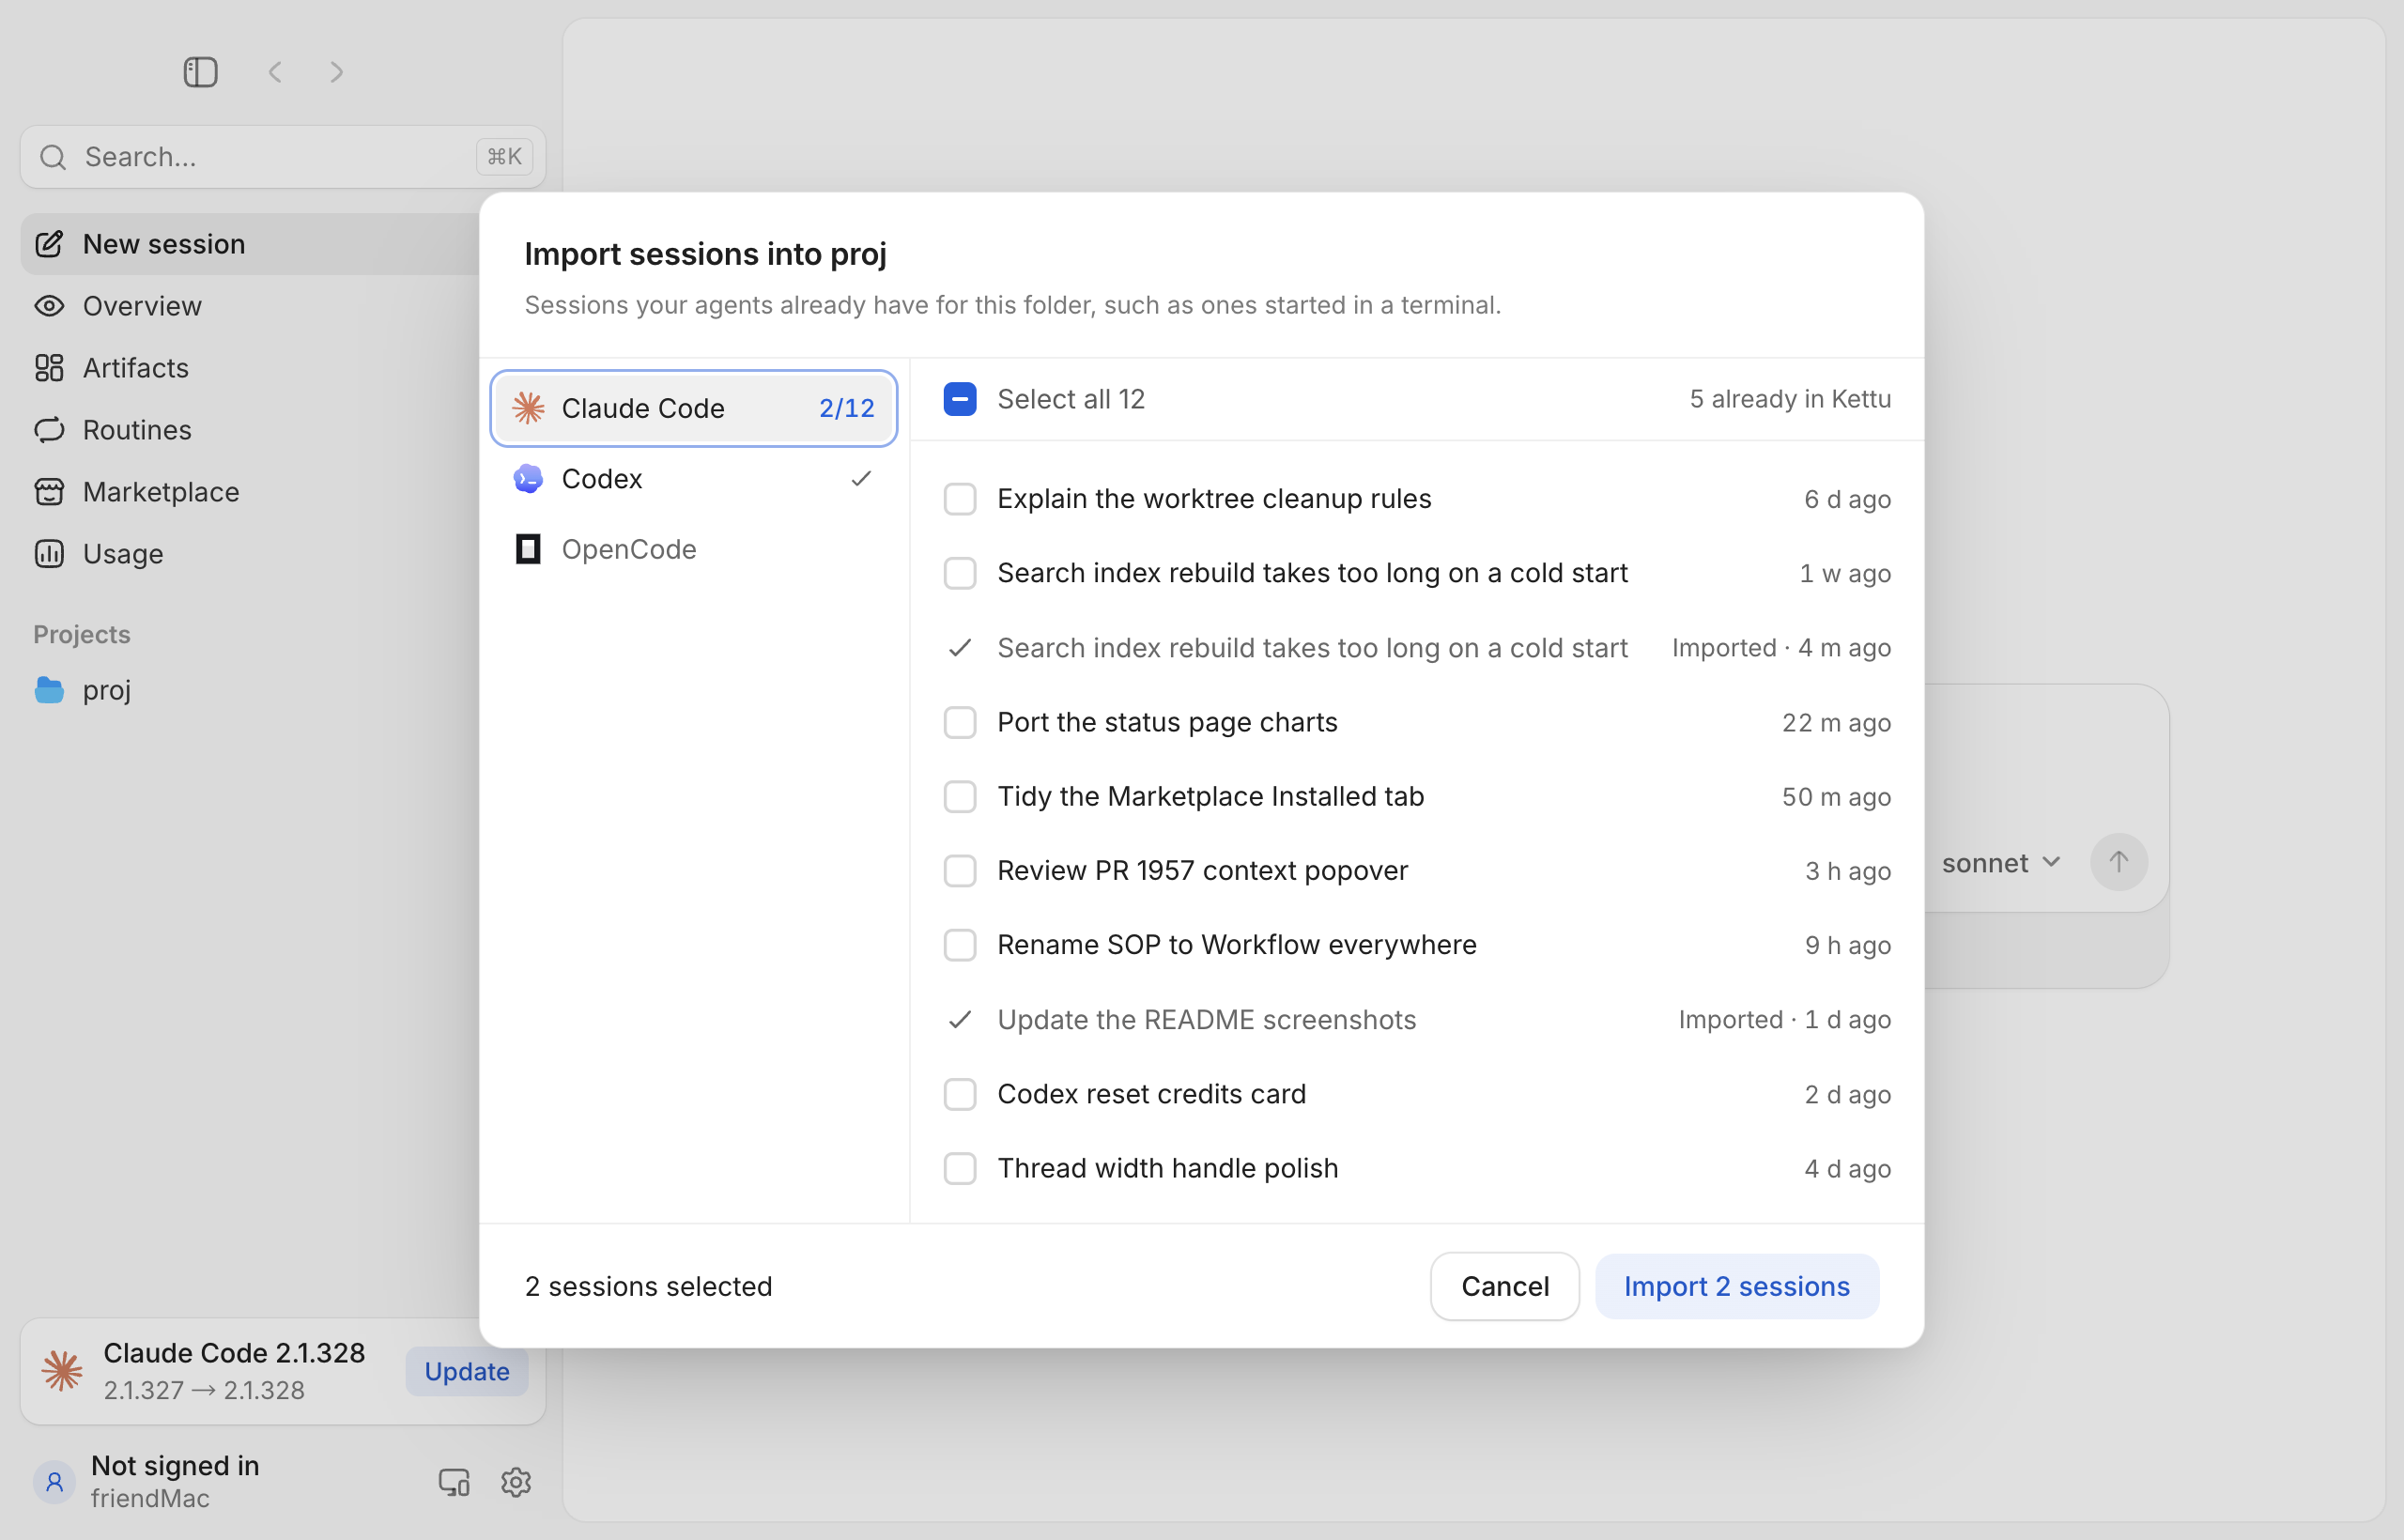 Search...
⌘K
New session
Overview
Artifacts
Routines
Marketplace
Usage
Projects
proj
Claude Code 2.1.328
2.1.327 → 2.1.328
Update
Not signed in
friendMac
Import sessions into proj
Sessions your agents already have for this folder, such as ones started in a terminal.
Claude Code 2/12
Codex
OpenCode
Select all 12 5 already in Kettu
Explain the worktree cleanup rules 6 d ago
Search index rebuild takes too long on a cold start 1 w ago
Search index rebuild takes too long on a cold start Imported · 4 m ago
Port the status page charts 22 m ago
Tidy the Marketplace Installed tab 50 m ago
Review PR 1957 context popover 3 h ago
Rename SOP to Workflow everywhere 9 h ago
Update the README screenshots Imported · 1 d ago
Codex reset credits card 2 d ago
Thread width handle polish 4 d ago
2 sessions selected
Cancel
Import 2 sessions
sonnet